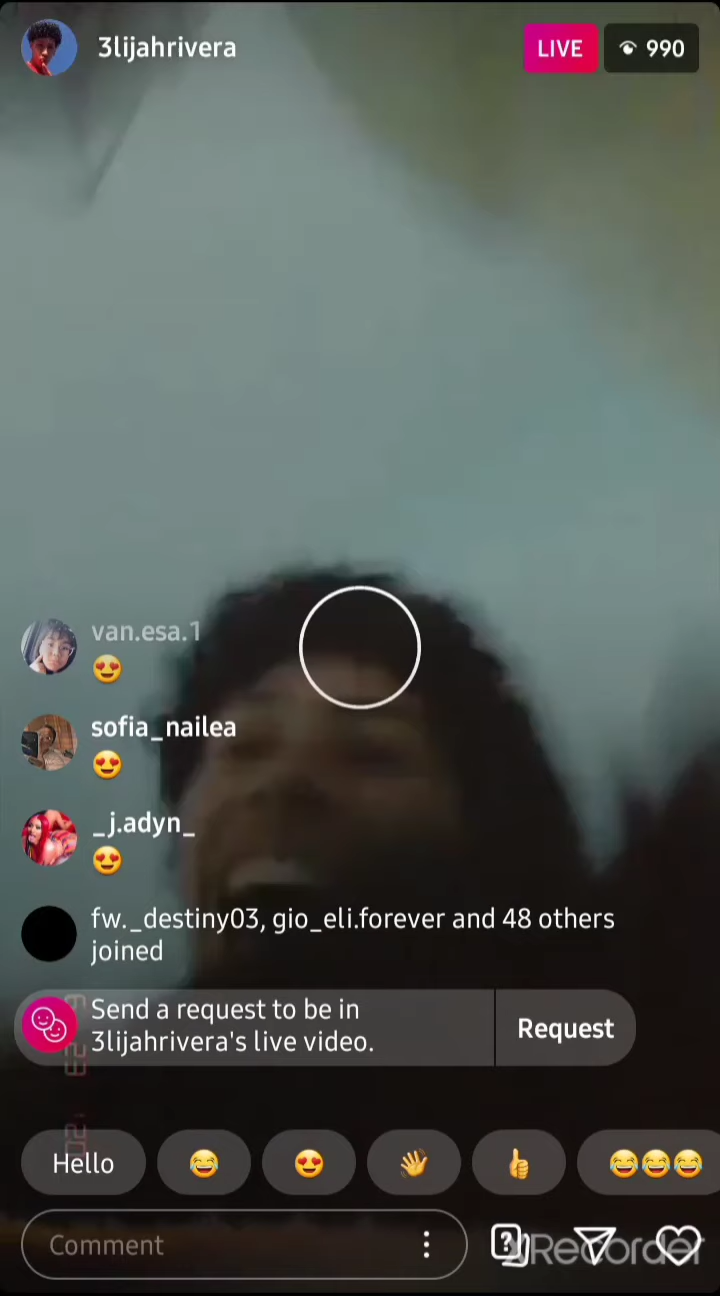 3lijahrivera
LIVE
990
van.esa.1
😍
sofia_nailea
😍
_j.adyn_
😍
fw._destiny03, gio_eli.forever and 48 others
joined
Send a request to be in
3lijahrivera's live video.
Request
Hello
😂
😍
👋
👍
😂😂😂
Comment
Recorder